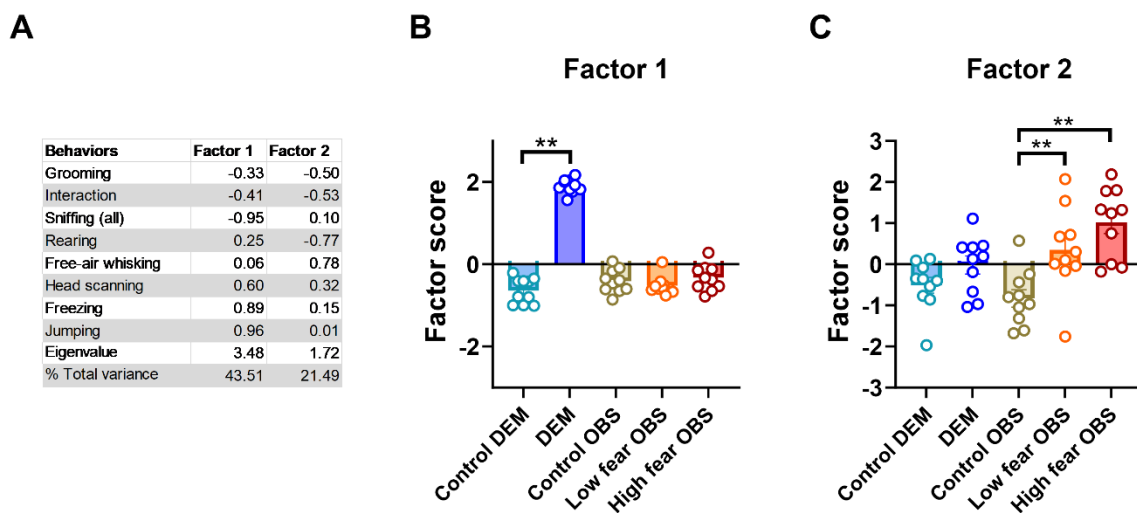 A
B
C
Factor 1
Factor 2
Behaviors Factor 1 Factor 2
Grooming -0.33 -0.50
Interaction -0.41 -0.53
Sniffing (all) -0.95 0.10
Rearing 0.25 -0.77
Free-air whisking 0.06 0.78
Head scanning 0.60 0.32
Freezing 0.89 0.15
Jumping 0.96 0.01
Eigenvalue 3.48 1.72
% Total variance 43.51 21.49
Factor score
2
0
-2
**
Control DEM
DEM
Control OBS
Low fear OBS
High fear OBS
Factor score
3
2
1
0
-1
-2
-3
**
**
Control DEM
DEM
Control OBS
Low fear OBS
High fear OBS